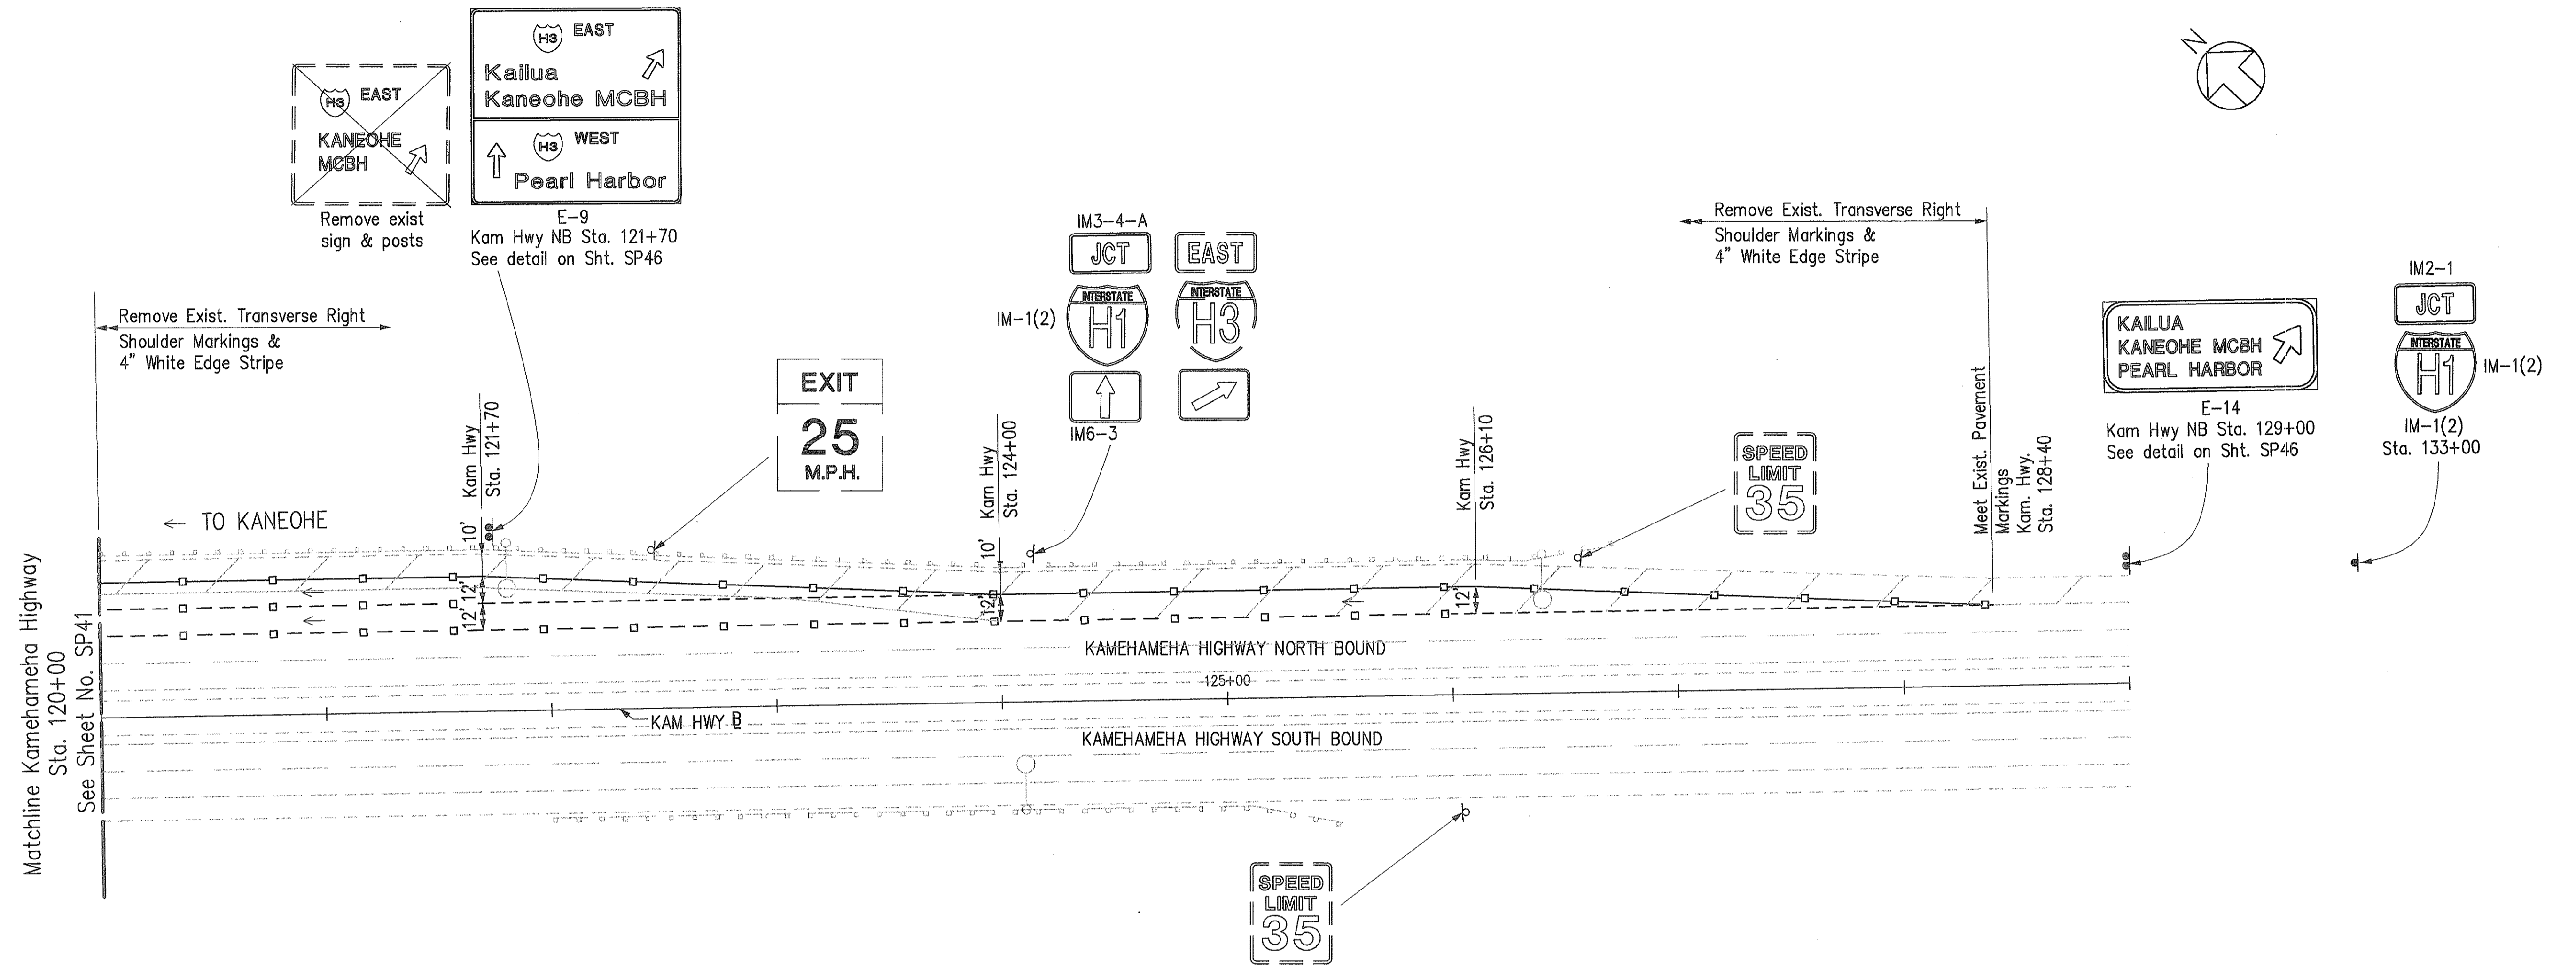 N
H3 EAST
KANEOHE
MCBH
Remove exist
sign & posts
H3 EAST
Kailua
Kaneohe MCBH
H3 WEST
Pearl Harbor
E-9
Kam Hwy NB Sta. 121+70
See detail on Sht. SP46
Remove Exist. Transverse Right
Shoulder Markings &
4" White Edge Stripe
EXIT
25
M.P.H.
IM3-4-A
JCT
IM-1(2)
INTERSTATE
H1
IM6-3
EAST
INTERSTATE
H3
Remove Exist. Transverse Right
Shoulder Markings &
4" White Edge Stripe
SPEED
LIMIT
35
KAILUA
KANEOHE MCBH
PEARL HARBOR
E-14
Kam Hwy NB Sta. 129+00
See detail on Sht. SP46
IM2-1
JCT
INTERSTATE
H1
IM-1(2)
IM-1(2)
Sta. 133+00
Kam Hwy
Sta. 121+70
Kam Hwy
Sta. 124+00
Kam Hwy
Sta. 126+10
Meet Exist. Pavement
Markings
Kam. Hwy.
Sta. 128+40
← TO KANEOHE
10'
12'
12'
10'
12'
12'
Matchline Kamehameha Highway
Sta. 120+00
See Sheet No. SP41
KAMEHAMEHA HIGHWAY NORTH BOUND
125+00
KAM HWY B
KAMEHAMEHA HIGHWAY SOUTH BOUND
SPEED
LIMIT
35